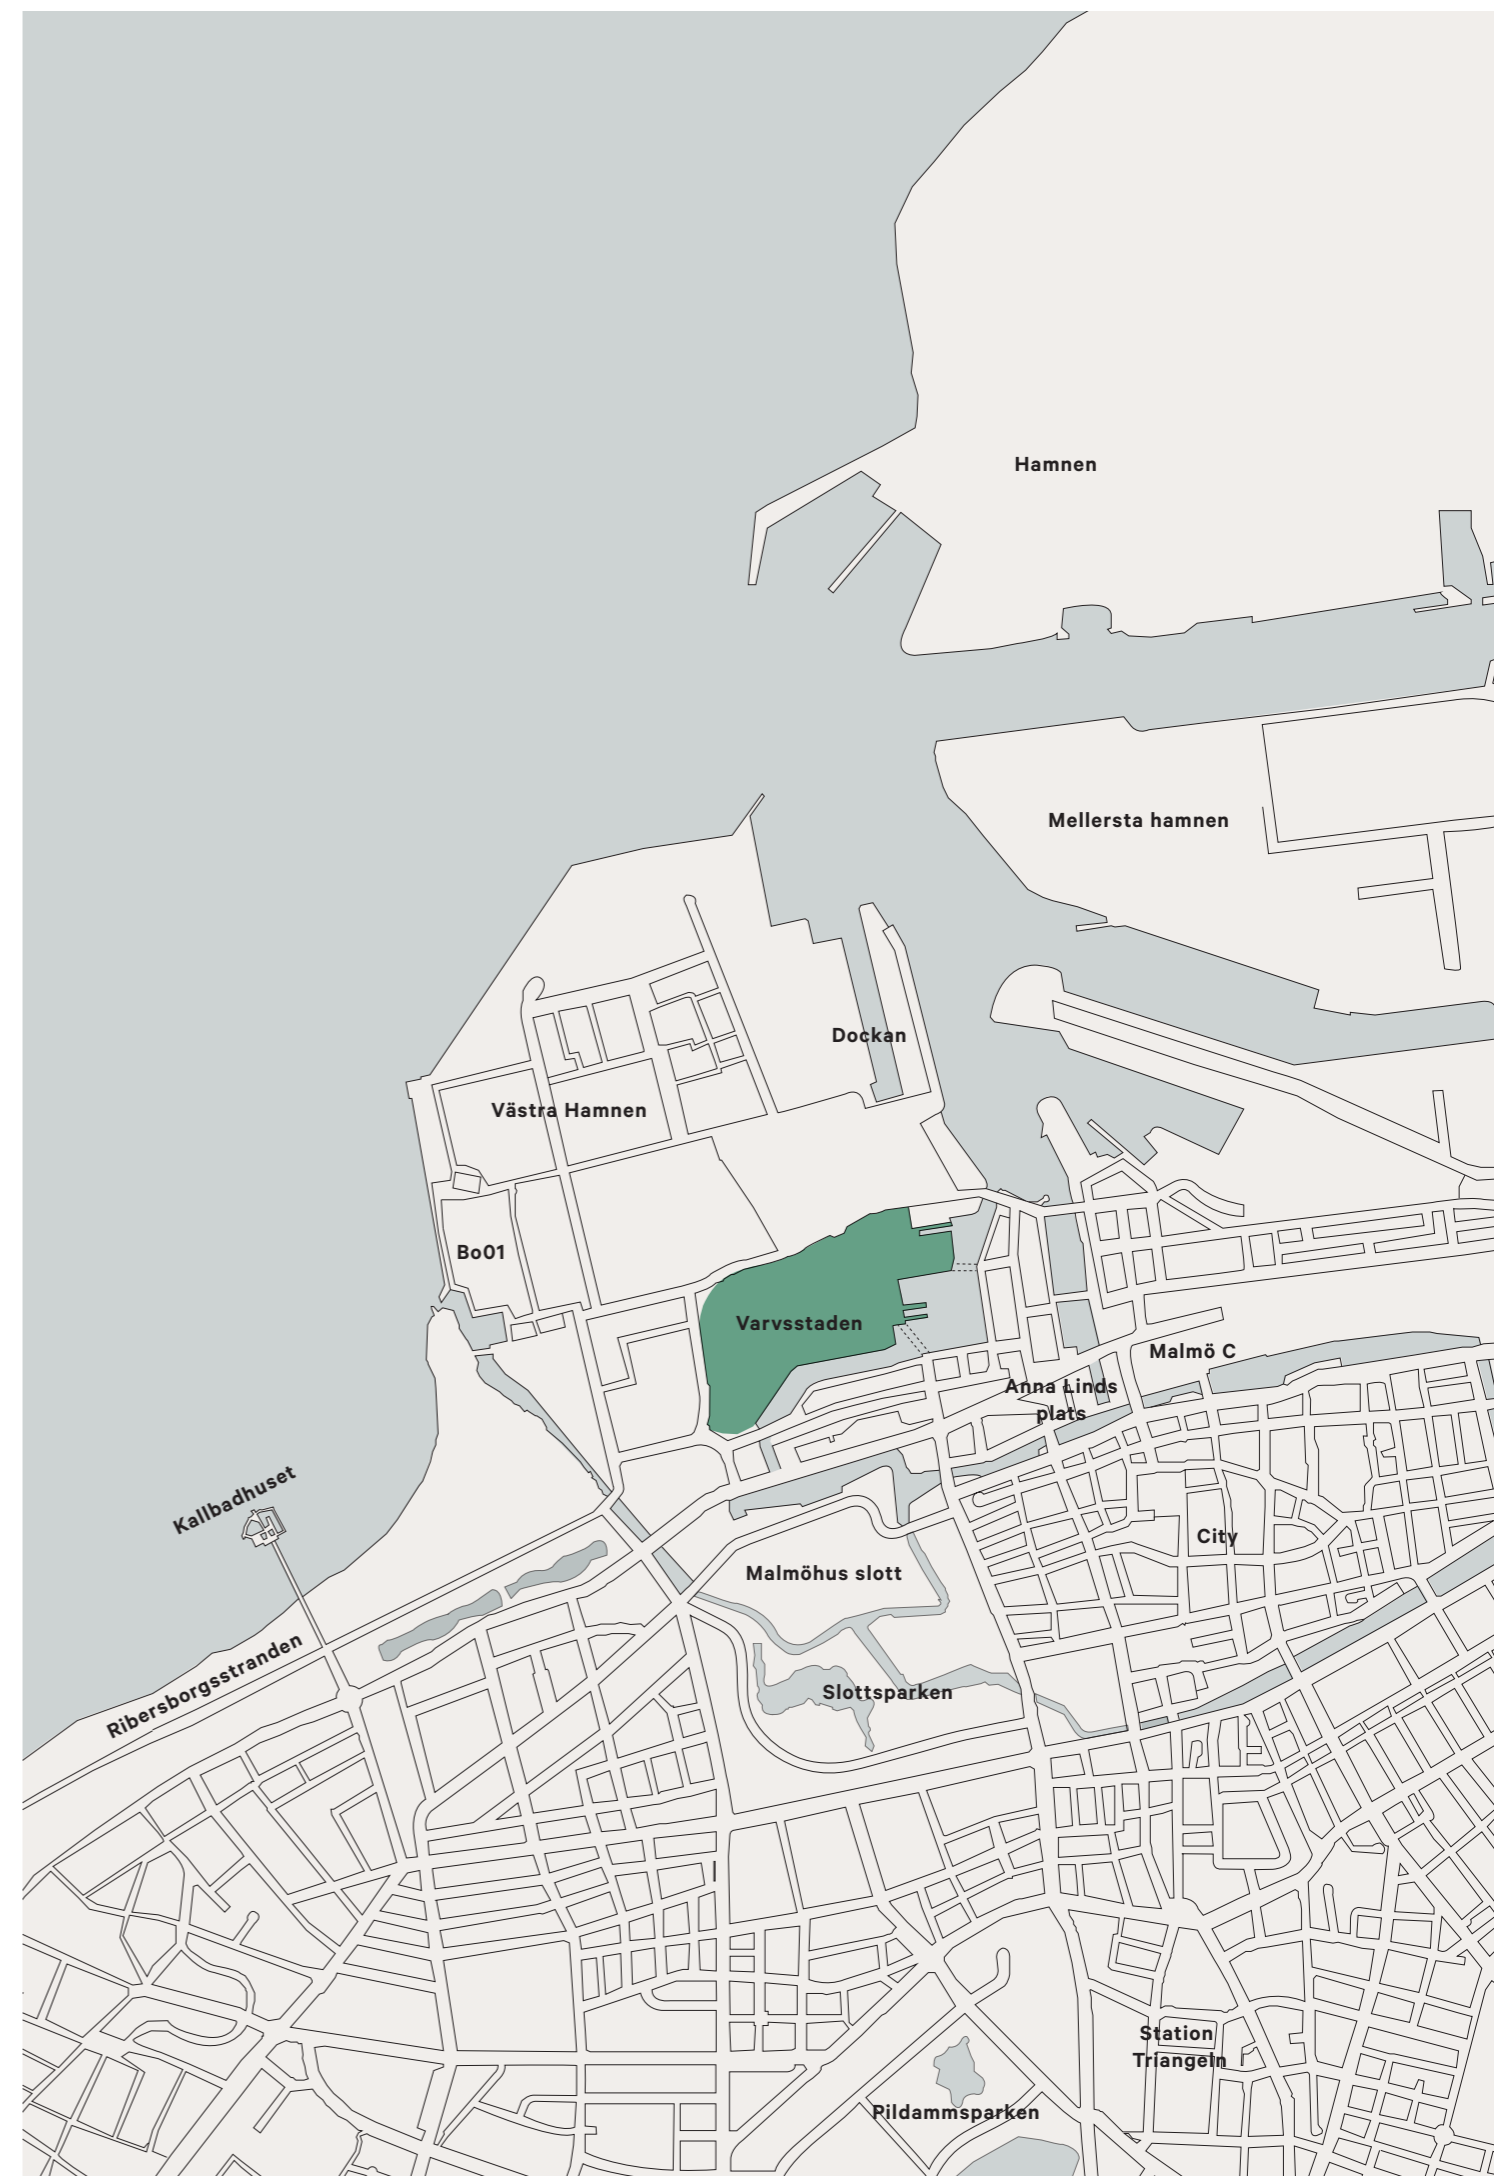 Hamnen
Mellersta hamnen
Dockan
Västra Hamnen
Bo01
Varvsstaden
Malmö C
Anna Linds
plats
Kallbadhuset
City
Malmöhus slott
Ribersborgsstranden
Slottsparken
Station
Triangeln
Pildammsparken